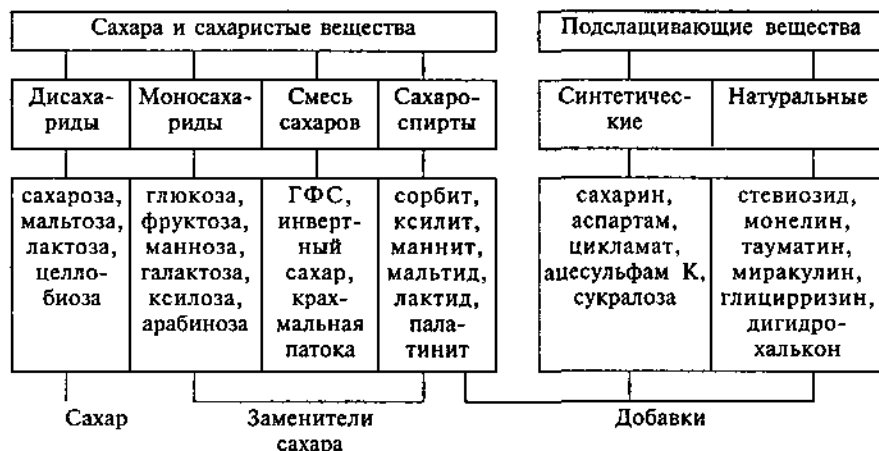 Сахара и сахаристые вещества
Подслащивающие вещества
Дисаха-
риды
Моносаха-
риды
Смесь
сахаров
Сахаро-
спирты
Синтетичес-
кие
Натуральные
сахароза,
мальтоза,
лактоза,
целло-
биоза
глюкоза,
фруктоза,
манноза,
галактоза,
ксилоза,
арабиноза
ГФС,
инверт-
ный
сахар,
крах-
мальная
патока
сорбит,
ксилит,
маннит,
мальтид,
лактид,
пала-
тинит
сахарин,
аспартам,
цикламат,
ацесульфам К,
сукралоза
стевиозид,
монелин,
тауматин,
миракулин,
глицирризин,
дигидро-
халькон
Сахар
Заменители
сахара
Добавки